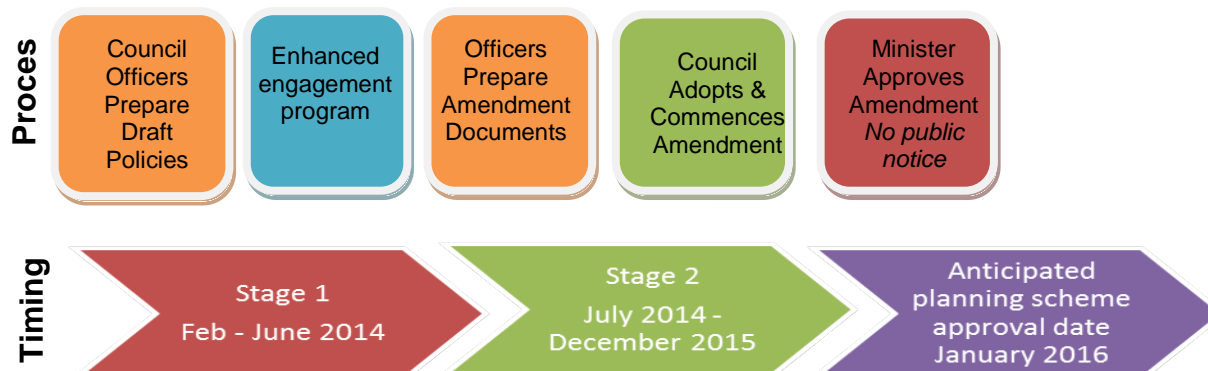 Proces
Council
Officers
Prepare
Draft
Policies
Enhanced
engagement
program
Officers
Prepare
Amendment
Documents
Council
Adopts &
Commences
Amendment
Minister
Approves
Amendment
No public
notice
Timing
Stage 1
Feb - June 2014
Stage 2
July 2014 -
December 2015
Anticipated
planning scheme
approval date
January 2016